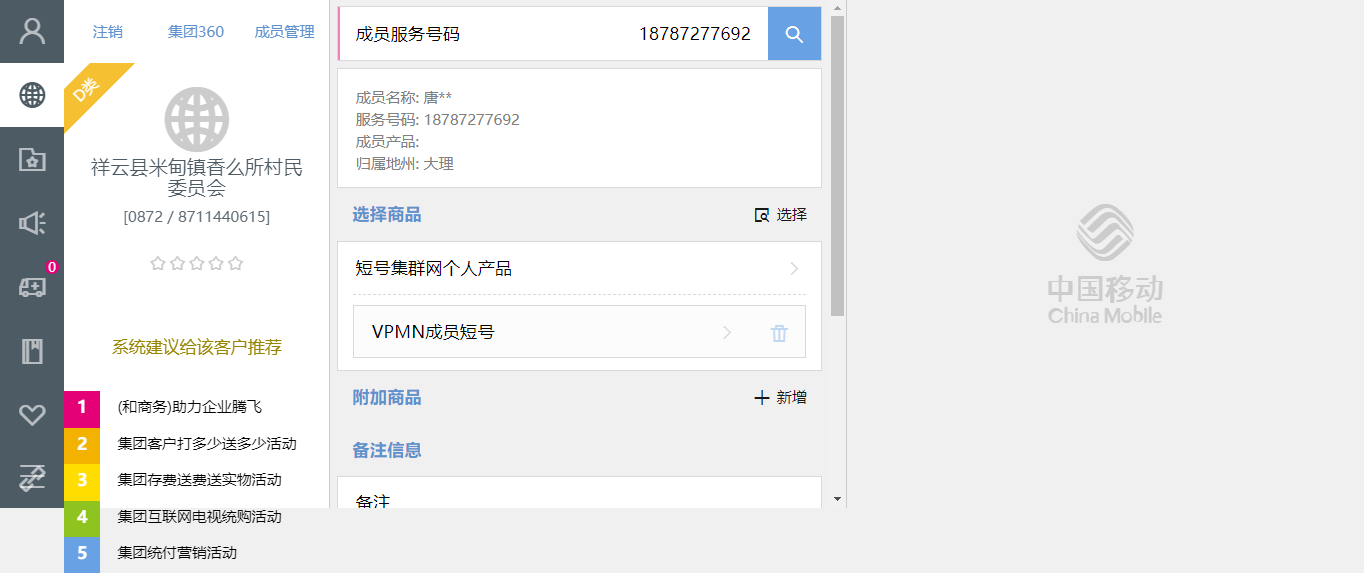 注销 集团360 成员管理
D类
祥云县米甸镇香么所村民
委员会
[0872 / 8711440615]
0
系统建议给该客户推荐
1 (和商务)助力企业腾飞
2 集团客户打多少送多少活动
3 集团存费送费送实物活动
4 集团互联网电视统购活动
5 集团统付营销活动
成员服务号码 18787277692
成员名称: 唐**
服务号码: 18787277692
成员产品:
归属地州: 大理
选择商品 选择
短号集群网个人产品
VPMN成员短号
附加商品 新增
备注信息
备注
中国移动
China Mobile